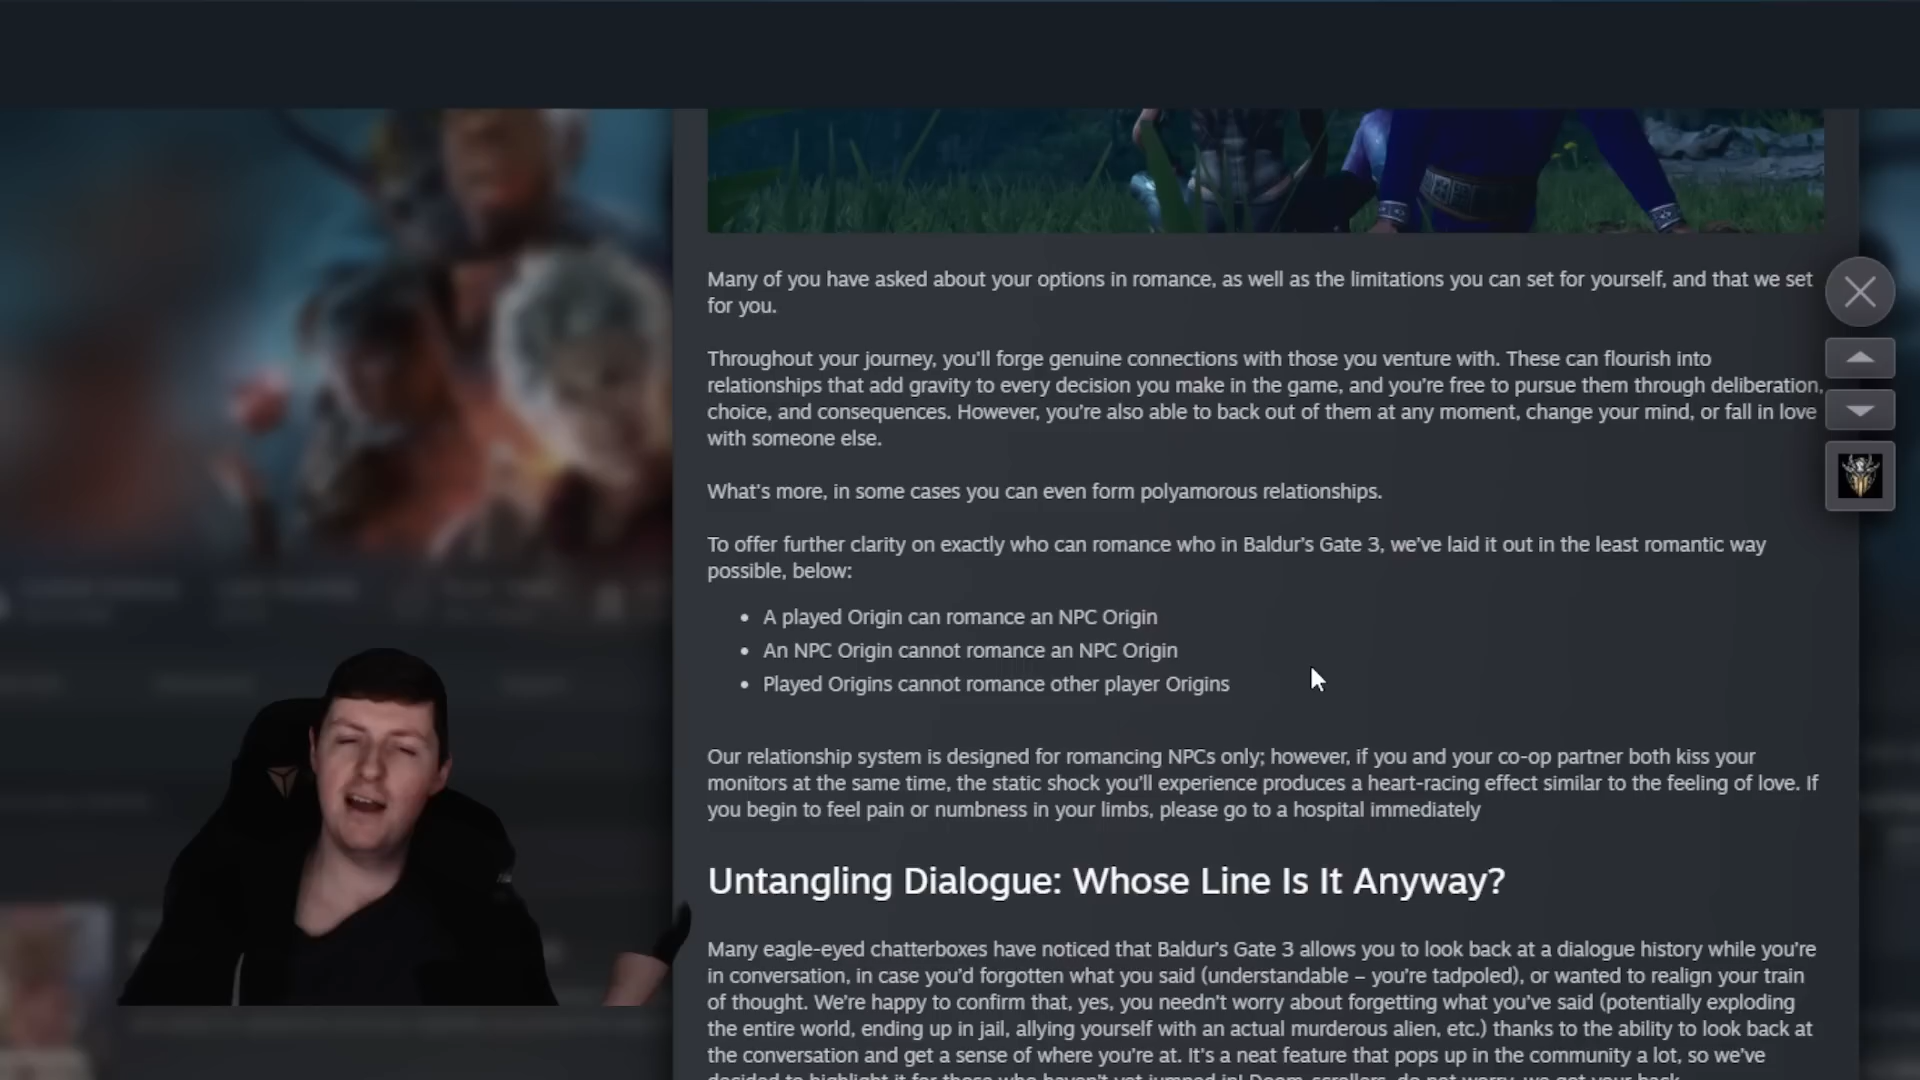 Many of you have asked about your options in romance, as well as the limitations you can set for yourself, and that we set
for you.
Throughout your journey, you'll forge genuine connections with those you venture with. These can flourish into
relationships that add gravity to every decision you make in the game, and you're free to pursue them through deliberation,
choice, and consequences. However, you're also able to back out of them at any moment, change your mind, or fall in love
with someone else.
What's more, in some cases you can even form polyamorous relationships.
To offer further clarity on exactly who can romance who in Baldur's Gate 3, we've laid it out in the least romantic way
possible, below:
• A played Origin can romance an NPC Origin
• An NPC Origin cannot romance an NPC Origin
• Played Origins cannot romance other player Origins
Our relationship system is designed for romancing NPCs only; however, if you and your co-op partner both kiss your
monitors at the same time, the static shock you'll experience produces a heart-racing effect similar to the feeling of love. If
you begin to feel pain or numbness in your limbs, please go to a hospital immediately
Untangling Dialogue: Whose Line Is It Anyway?
Many eagle-eyed chatterboxes have noticed that Baldur's Gate 3 allows you to look back at a dialogue history while you're
in conversation, in case you'd forgotten what you said (understandable – you're tadpoled), or wanted to realign your train
of thought. We're happy to confirm that, yes, you needn't worry about forgetting what you've said (potentially exploding
the entire world, ending up in jail, allying yourself with an actual murderous alien, etc.) thanks to the ability to look back at
the conversation and get a sense of where you're at. It's a neat feature that pops up in the community a lot, so we've